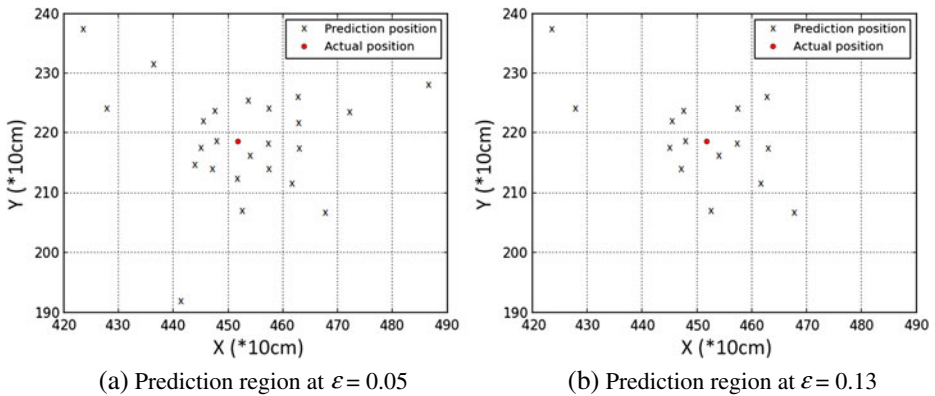 240
230
220
210
200
190
Y (*10cm)
x Prediction position
Actual position
420 430 440 450 460 470 480 490
X (*10cm)
(a) Prediction region at ε = 0.05
240
230
220
210
200
190
Y (*10cm)
x Prediction position
Actual position
420 430 440 450 460 470 480 490
X (*10cm)
(b) Prediction region at ε = 0.13